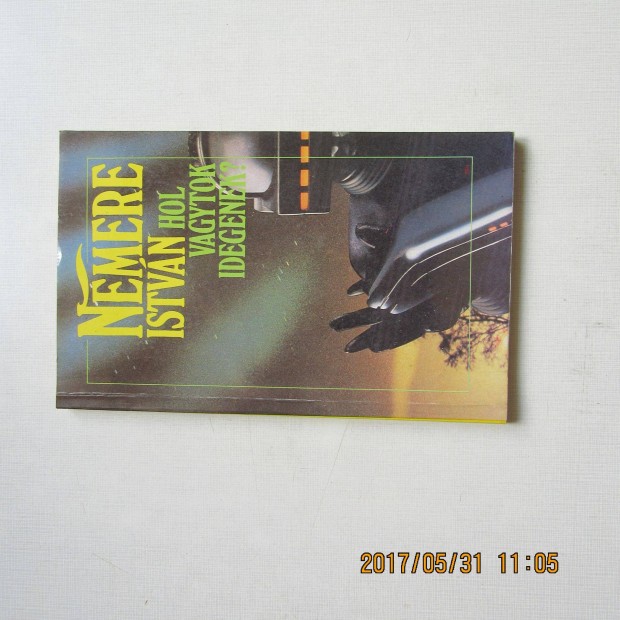 NEMERE
ISTVÁN HOL
VAGYTOK
IDEGENEK?
2017/05/31 11:05